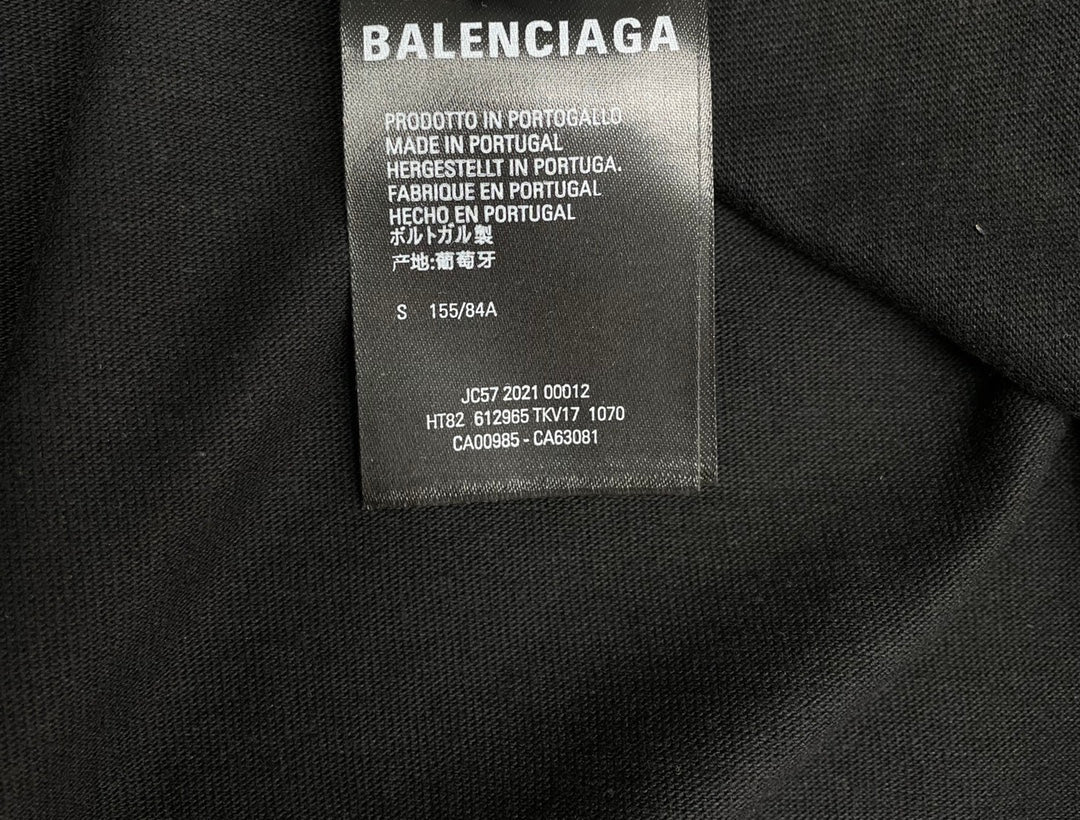 BALENCIAGA
PRODOTTO IN PORTOGALLO
MADE IN PORTUGAL
HERGESTELLT IN PORTUGA.
FABRIQUE EN PORTUGAL
HECHO EN PORTUGAL
ポルトガル製
产地:葡萄牙
S 155/84A
JC57 2021 00012
HT82 612965 TKV17 1070
CA00985 - CA63081